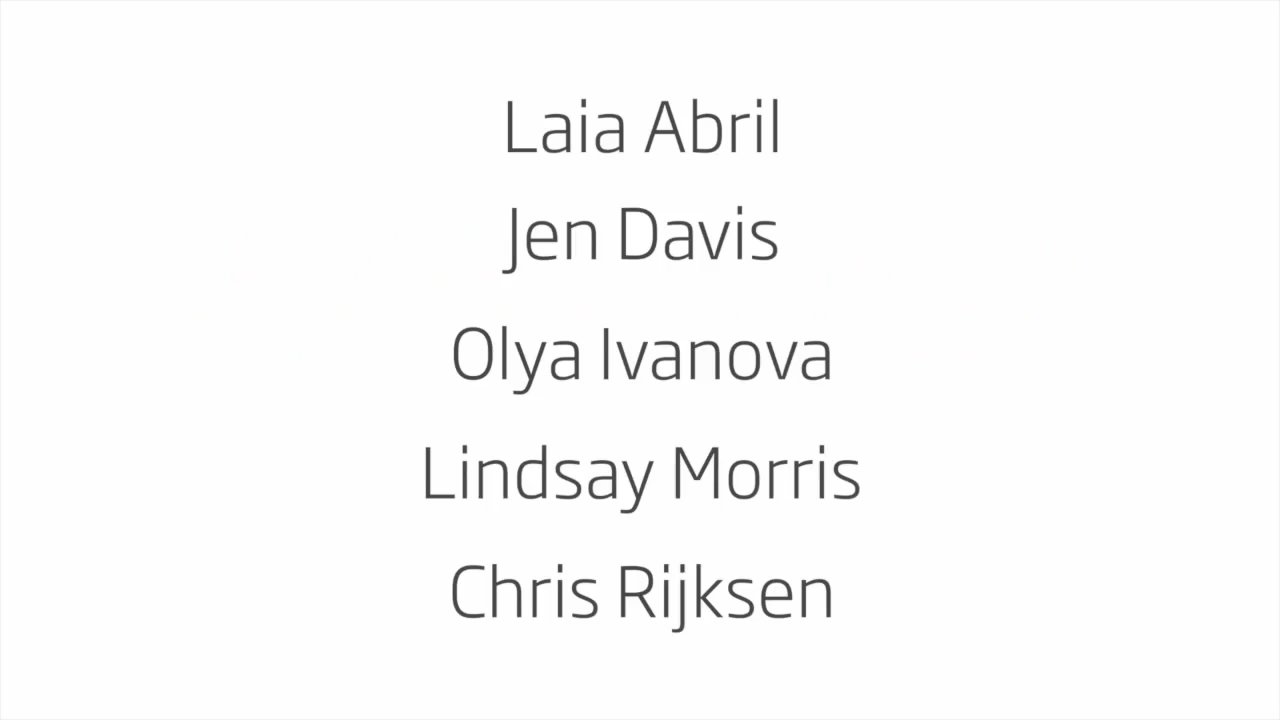 Laia Abril
Jen Davis
Olya Ivanova
Lindsay Morris
Chris Rijksen